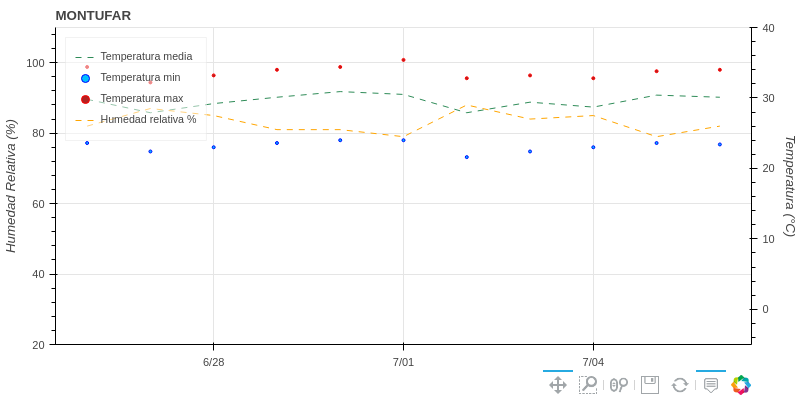 MONTUFAR
Temperatura media
Temperatura min
Temperatura max
Humedad relativa %
Humedad Relativa (%)
100
80
60
40
20
Temperatura (°C)
40
30
20
10
0
6/28
7/01
7/04